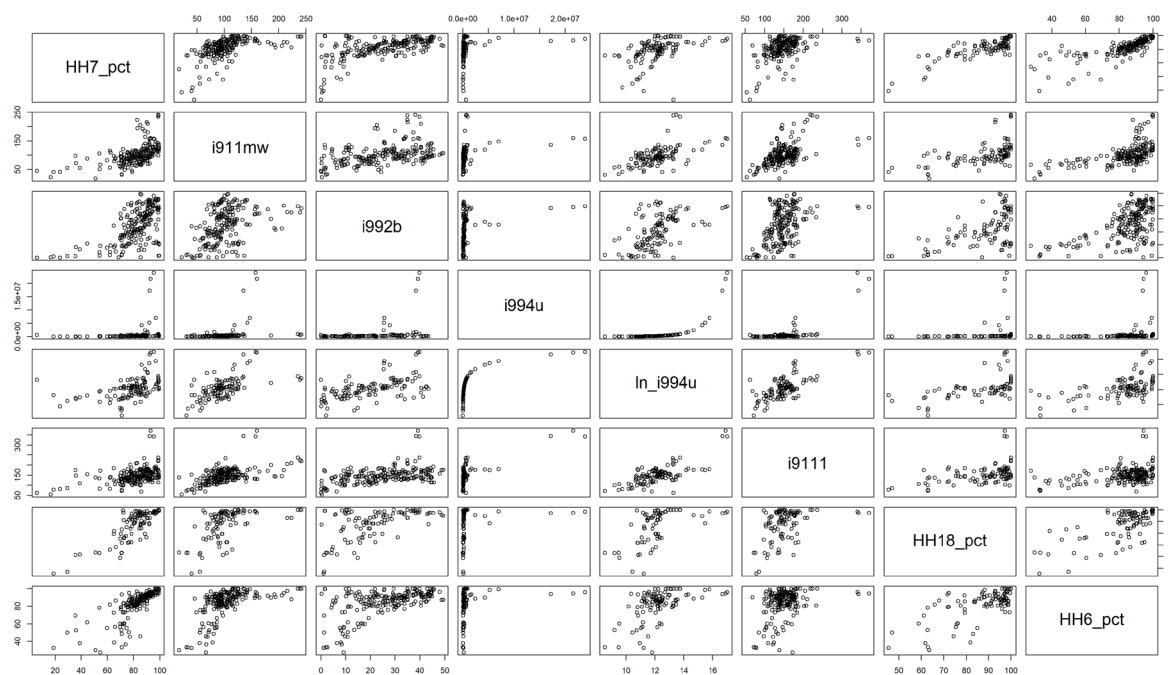 50 100 150 200 250
0.0e+00 1.0e+07 2.0e+07
50 100 200 300
40 60 80 100
HH7_pct
50 150 250
i911mw
i992b
0.0e+00 1.5e+07
i994u
ln_i994u
50 150 300
i9111
HH18_pct
40 60 80
HH6_pct
20 40 60 80 100
0 10 20 30 40 50
10 12 14 16
50 60 70 80 90 100